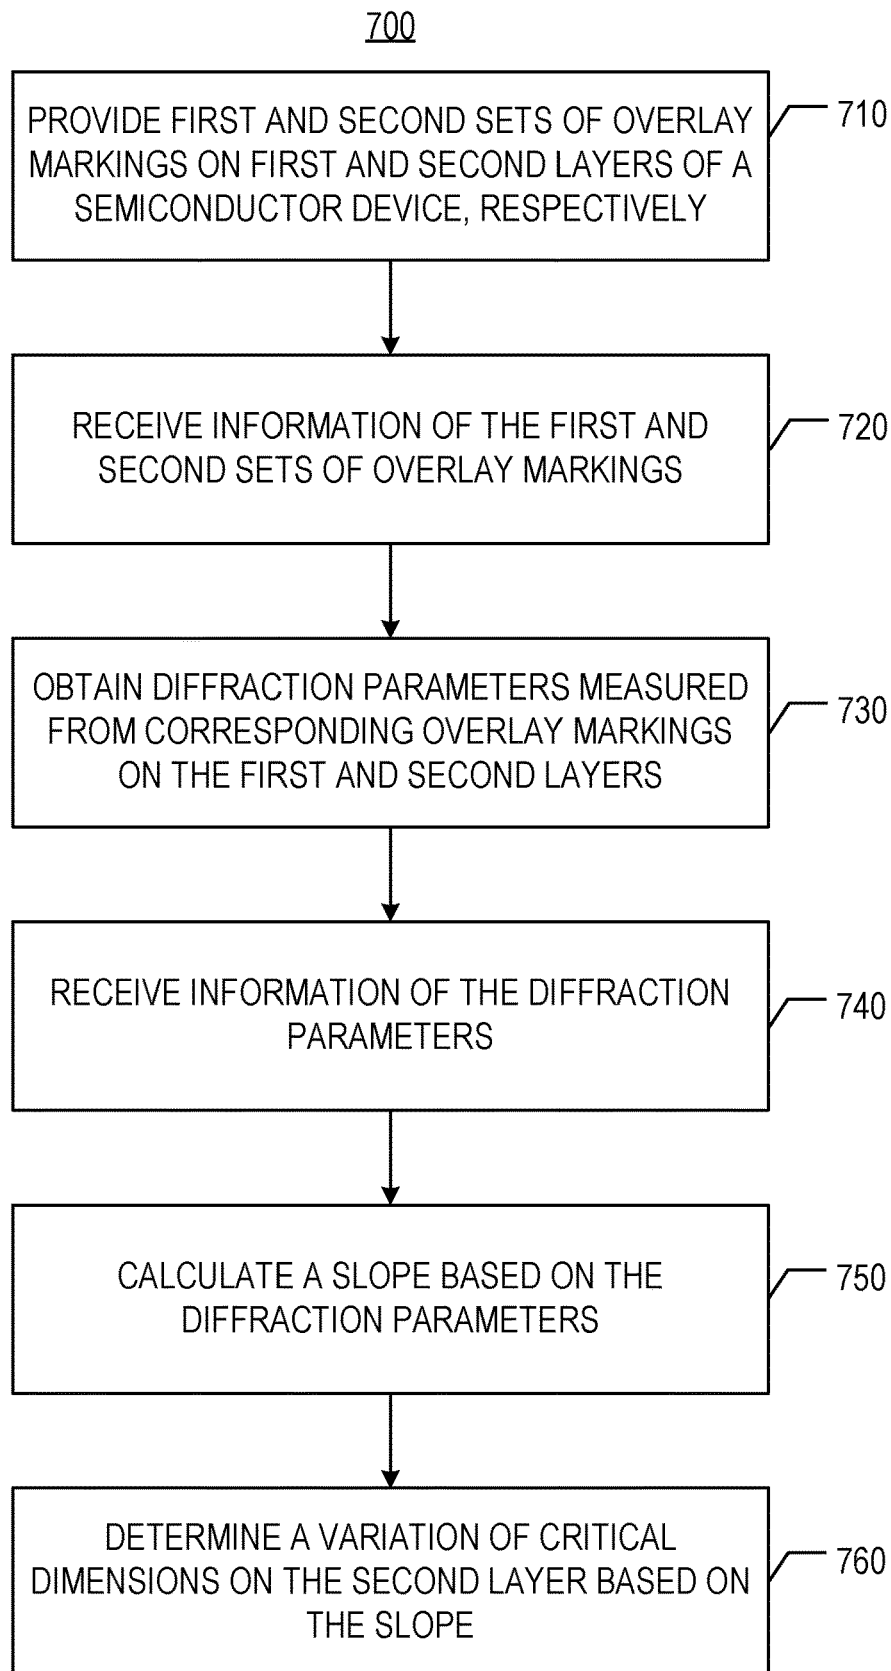 700
PROVIDE FIRST AND SECOND SETS OF OVERLAY
MARKINGS ON FIRST AND SECOND LAYERS OF A
SEMICONDUCTOR DEVICE, RESPECTIVELY
710
RECEIVE INFORMATION OF THE FIRST AND
SECOND SETS OF OVERLAY MARKINGS
720
OBTAIN DIFFRACTION PARAMETERS MEASURED
FROM CORRESPONDING OVERLAY MARKINGS
ON THE FIRST AND SECOND LAYERS
730
RECEIVE INFORMATION OF THE DIFFRACTION
PARAMETERS
740
CALCULATE A SLOPE BASED ON THE
DIFFRACTION PARAMETERS
750
DETERMINE A VARIATION OF CRITICAL
DIMENSIONS ON THE SECOND LAYER BASED ON
THE SLOPE
760